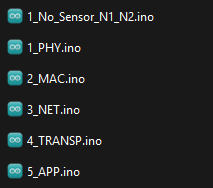 1_No_Sensor_N1_N2.ino
1_PHY.ino
2_MAC.ino
3_NET.ino
4_TRANSP.ino
5_APP.ino